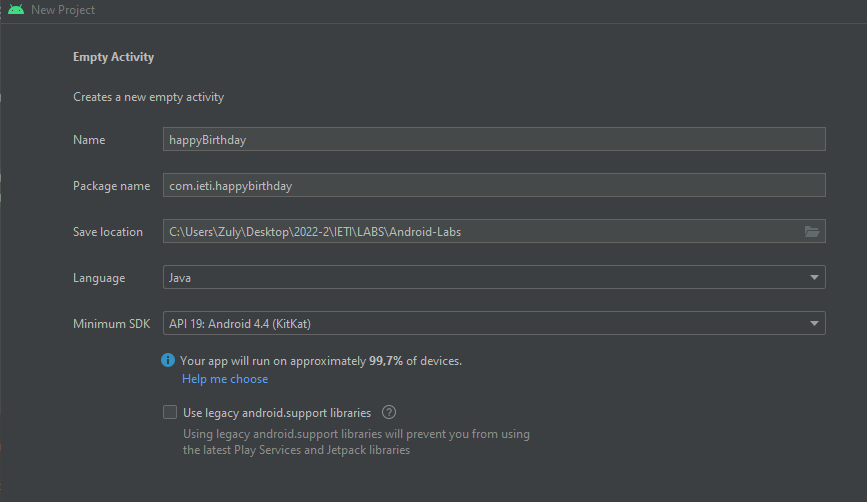 New Project
Empty Activity
Creates a new empty activity
Name happyBirthday
Package name com.ieti.happybirthday
Save location C:\Users\Zuly\Desktop\2022-2\IETI\LABS\Android-Labs
Language Java
Minimum SDK API 19: Android 4.4 (KitKat)
i Your app will run on approximately 99,7% of devices.
Help me choose
Use legacy android.support libraries ?
Using legacy android.support libraries will prevent you from using
the latest Play Services and Jetpack libraries